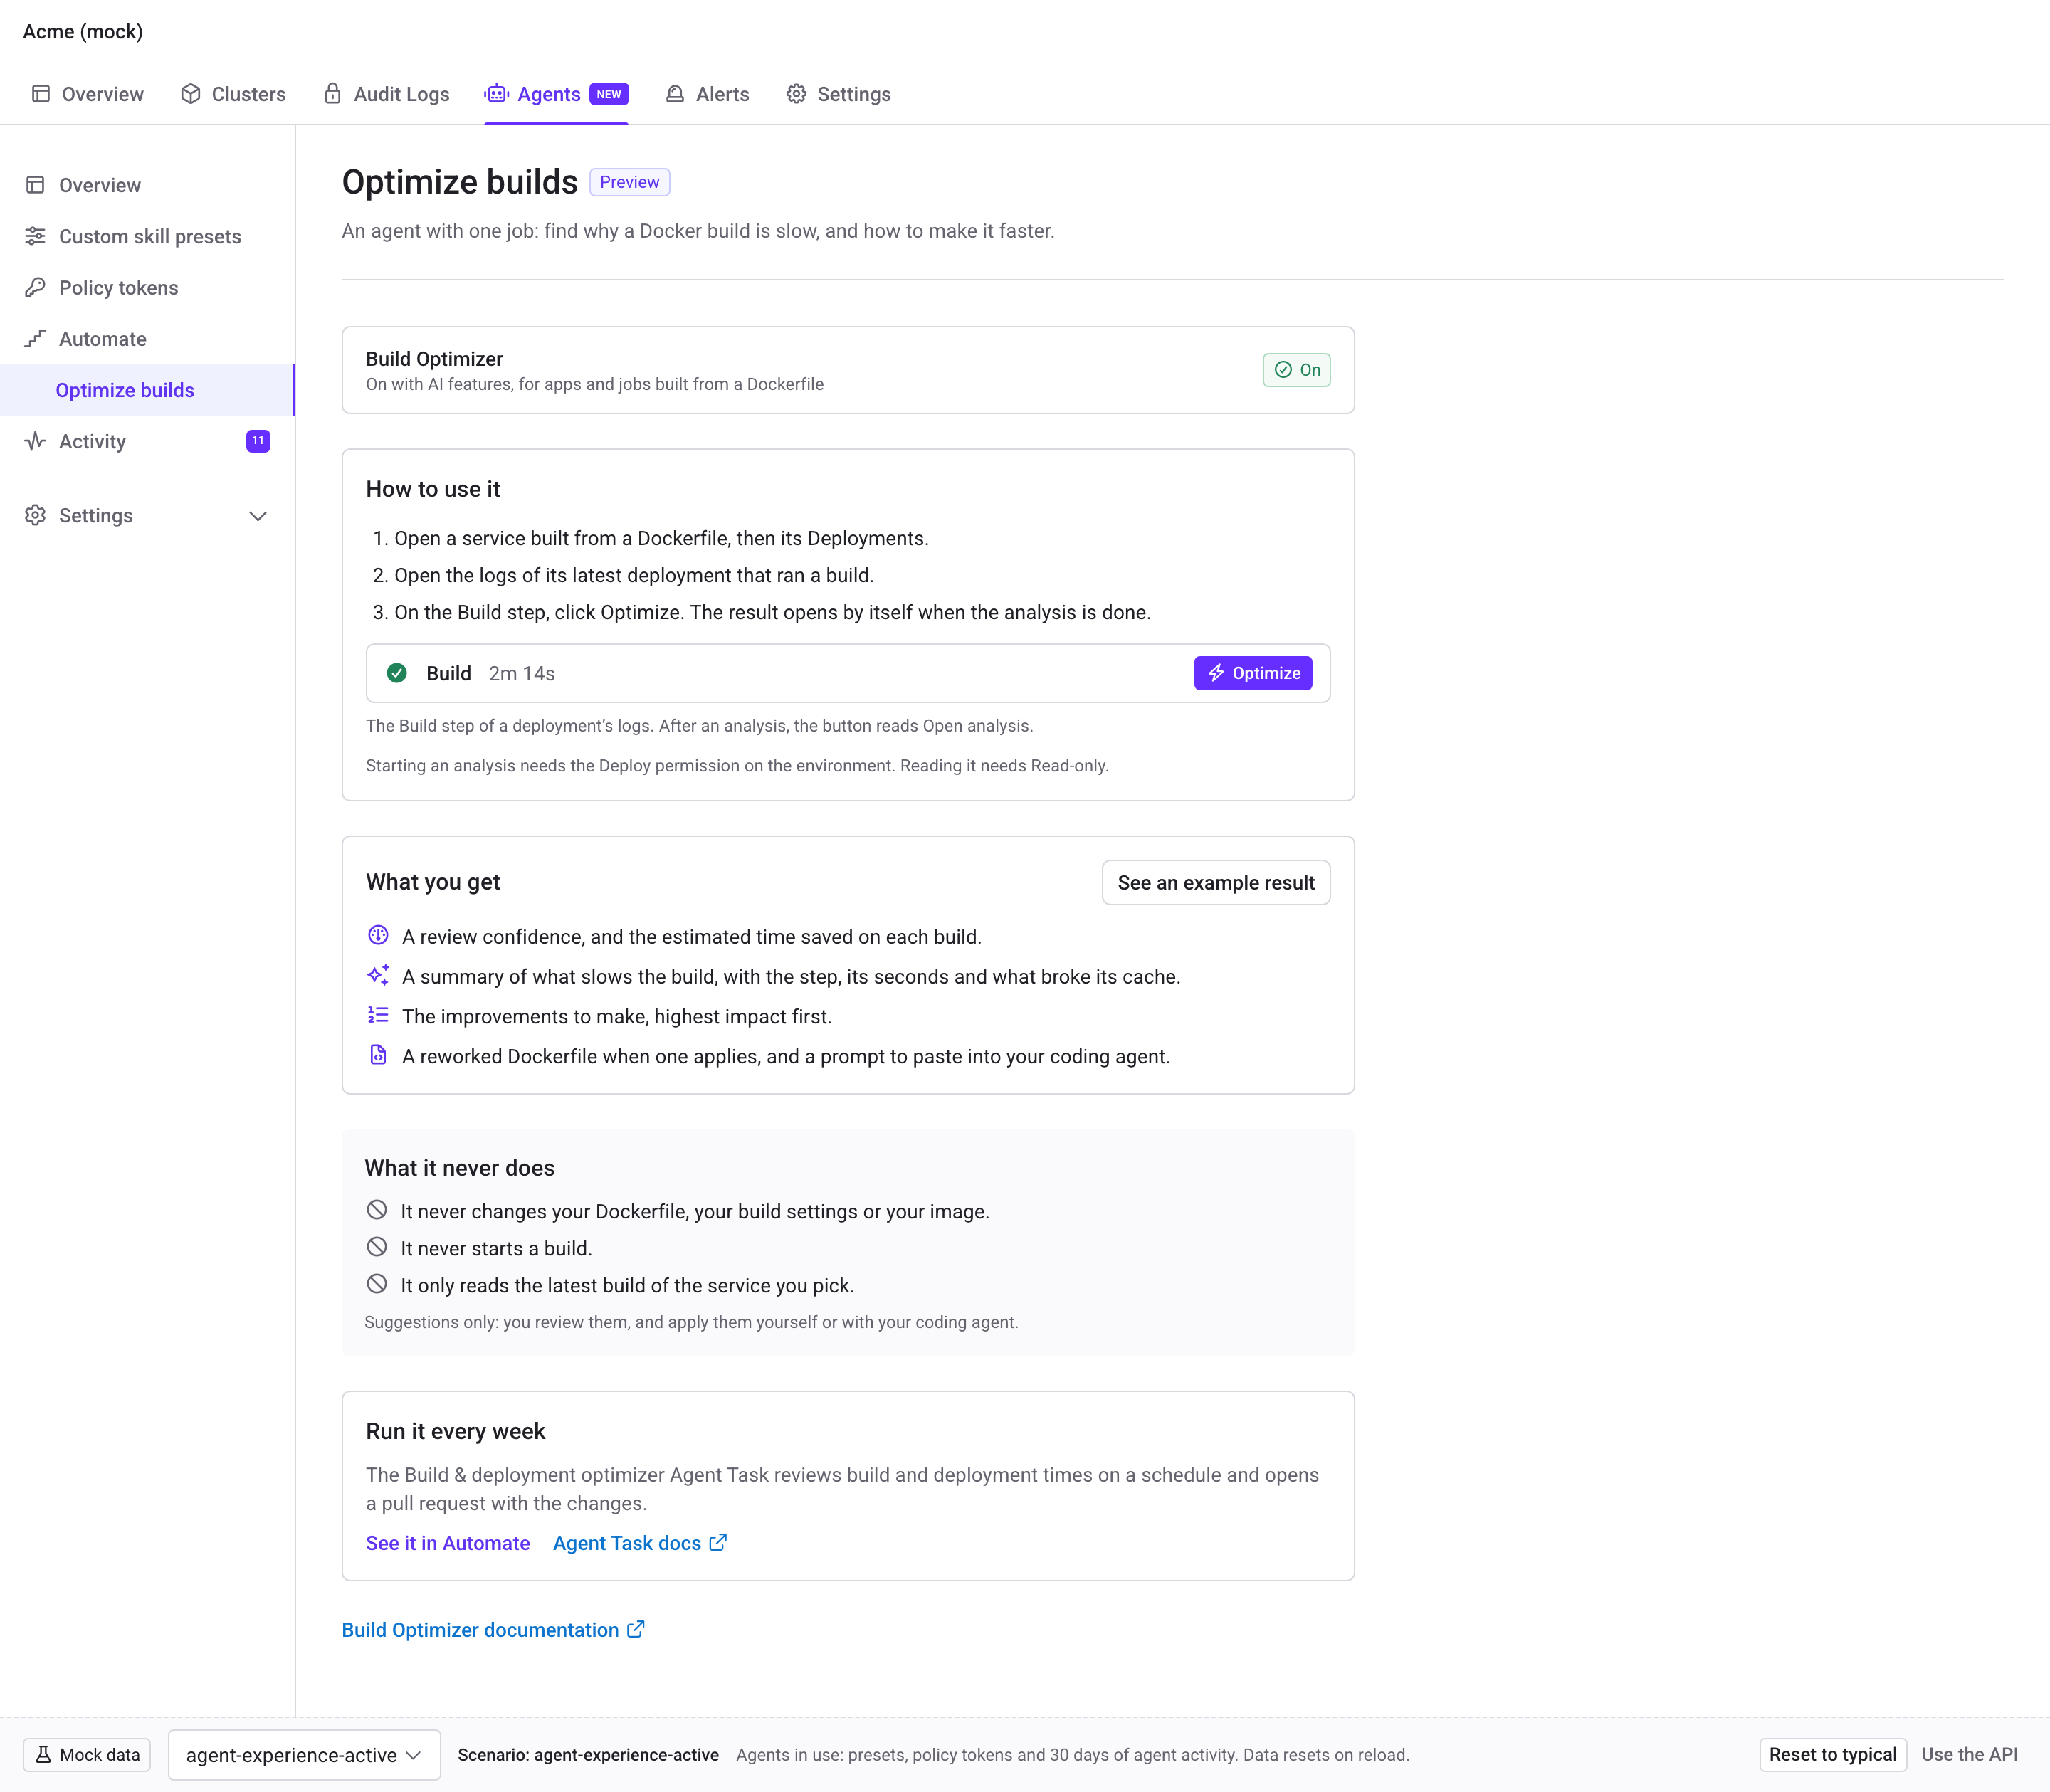 Acme (mock)
Overview
Clusters
Audit Logs
Agents NEW
Alerts
Settings
Overview
Custom skill presets
Policy tokens
Automate
Optimize builds
Activity 11
Settings
Optimize builds Preview
An agent with one job: find why a Docker build is slow, and how to make it faster.
Build Optimizer
On with AI features, for apps and jobs built from a Dockerfile
On
How to use it
1. Open a service built from a Dockerfile, then its Deployments.
2. Open the logs of its latest deployment that ran a build.
3. On the Build step, click Optimize. The result opens by itself when the analysis is done.
Build 2m 14s
Optimize
The Build step of a deployment’s logs. After an analysis, the button reads Open analysis.
Starting an analysis needs the Deploy permission on the environment. Reading it needs Read-only.
What you get
See an example result
A review confidence, and the estimated time saved on each build.
A summary of what slows the build, with the step, its seconds and what broke its cache.
The improvements to make, highest impact first.
A reworked Dockerfile when one applies, and a prompt to paste into your coding agent.
What it never does
It never changes your Dockerfile, your build settings or your image.
It never starts a build.
It only reads the latest build of the service you pick.
Suggestions only: you review them, and apply them yourself or with your coding agent.
Run it every week
The Build & deployment optimizer Agent Task reviews build and deployment times on a schedule and opens
a pull request with the changes.
See it in Automate Agent Task docs
Build Optimizer documentation
Mock data
agent-experience-active
Scenario: agent-experience-active Agents in use: presets, policy tokens and 30 days of agent activity. Data resets on reload.
Reset to typical
Use the API